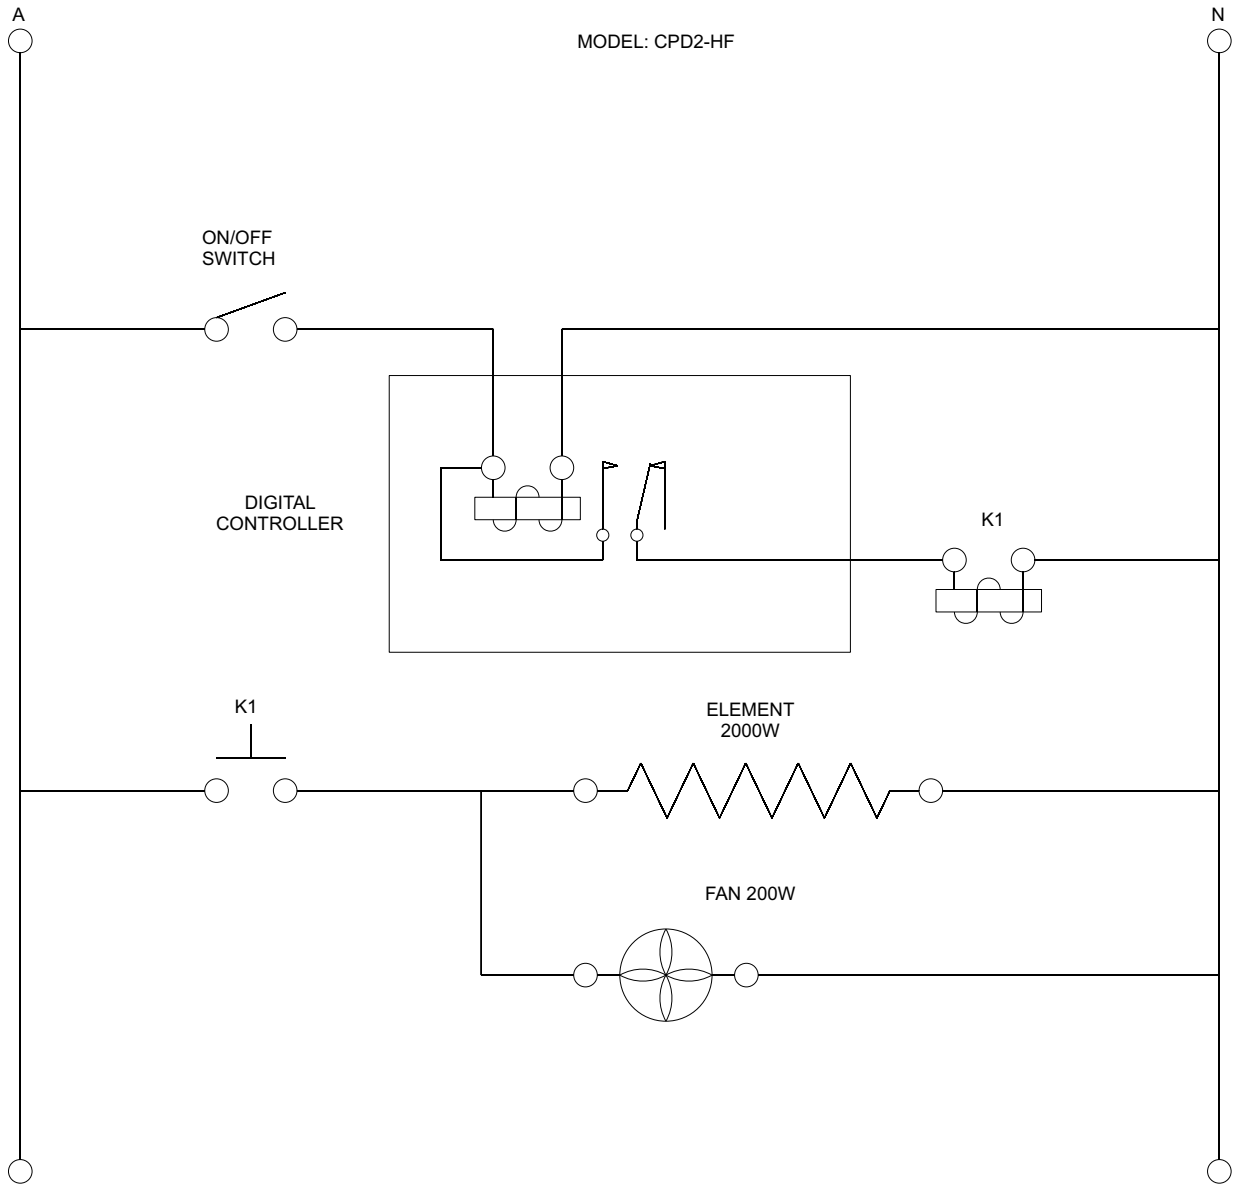 A
N
MODEL: CPD2-HF
ON/OFF
SWITCH
DIGITAL
CONTROLLER
K1
K1
ELEMENT
2000W
FAN 200W